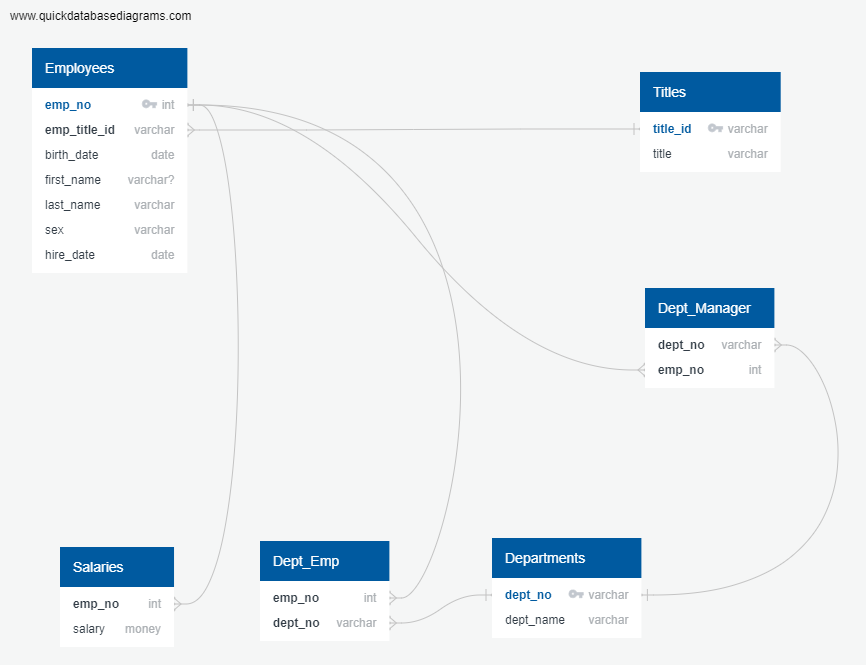 www.quickdatabasediagrams.com
Employees
emp_no int
emp_title_id varchar
birth_date date
first_name varchar?
last_name varchar
sex varchar
hire_date date
Titles
title_id varchar
title varchar
Dept_Manager
dept_no varchar
emp_no int
Salaries
emp_no int
salary money
Dept_Emp
emp_no int
dept_no varchar
Departments
dept_no varchar
dept_name varchar